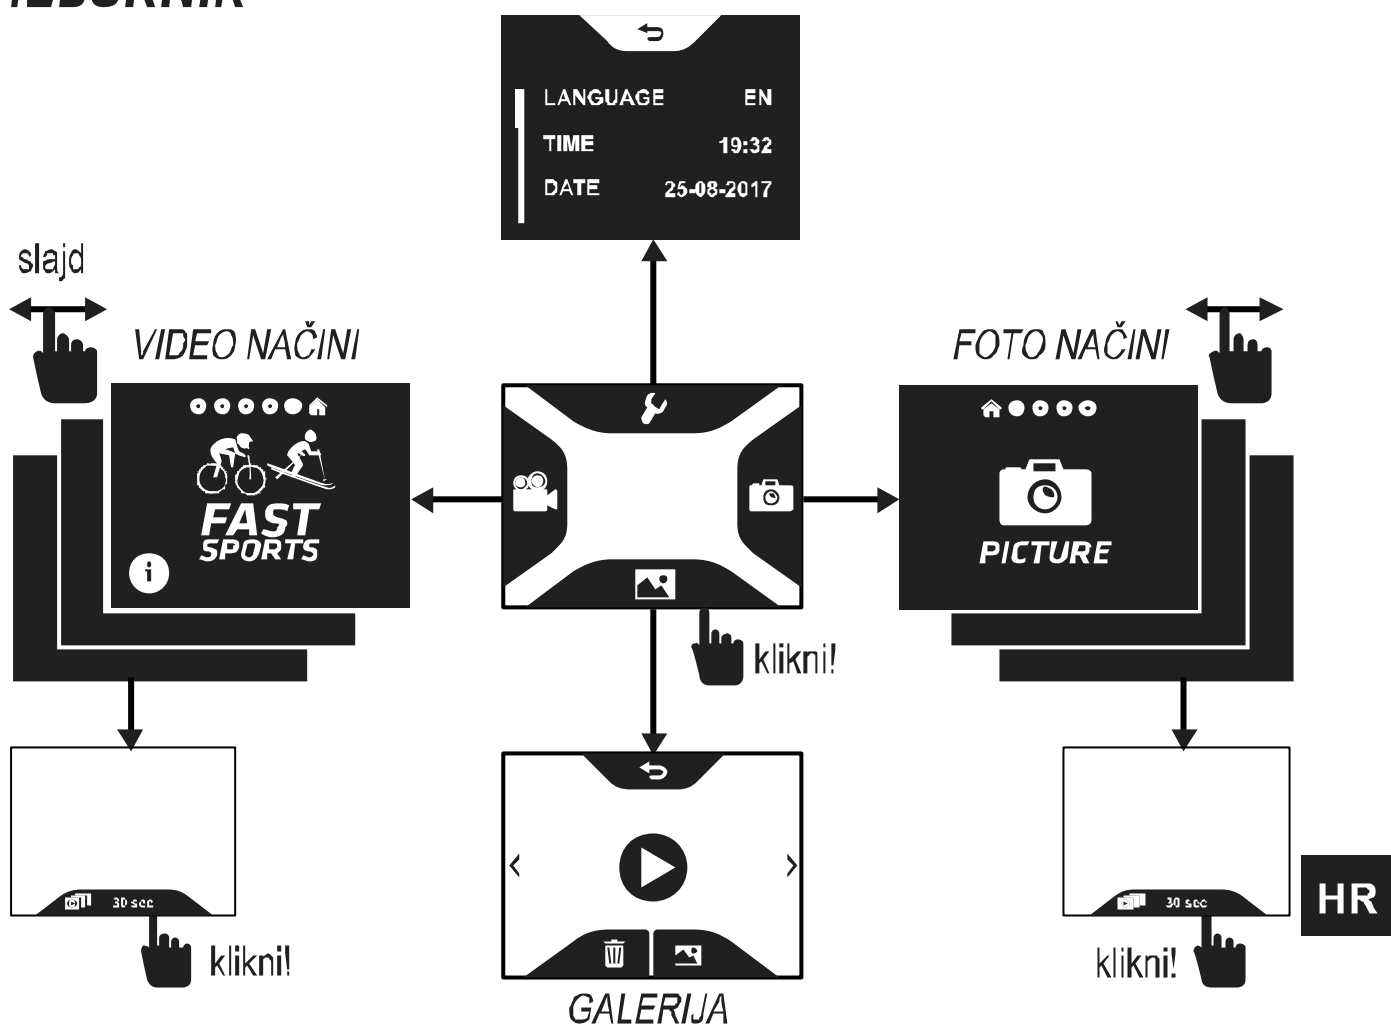 IZBORNIK
LANGUAGE EN
TIME 19:32
DATE 25-08-2017
slajd
VIDEO NAČINI
FOTO NAČINI
FAST
SPORTS
i
PICTURE
klikni!
30 sec
30 sec
HR
klikni!
klikni!
GALERIJA